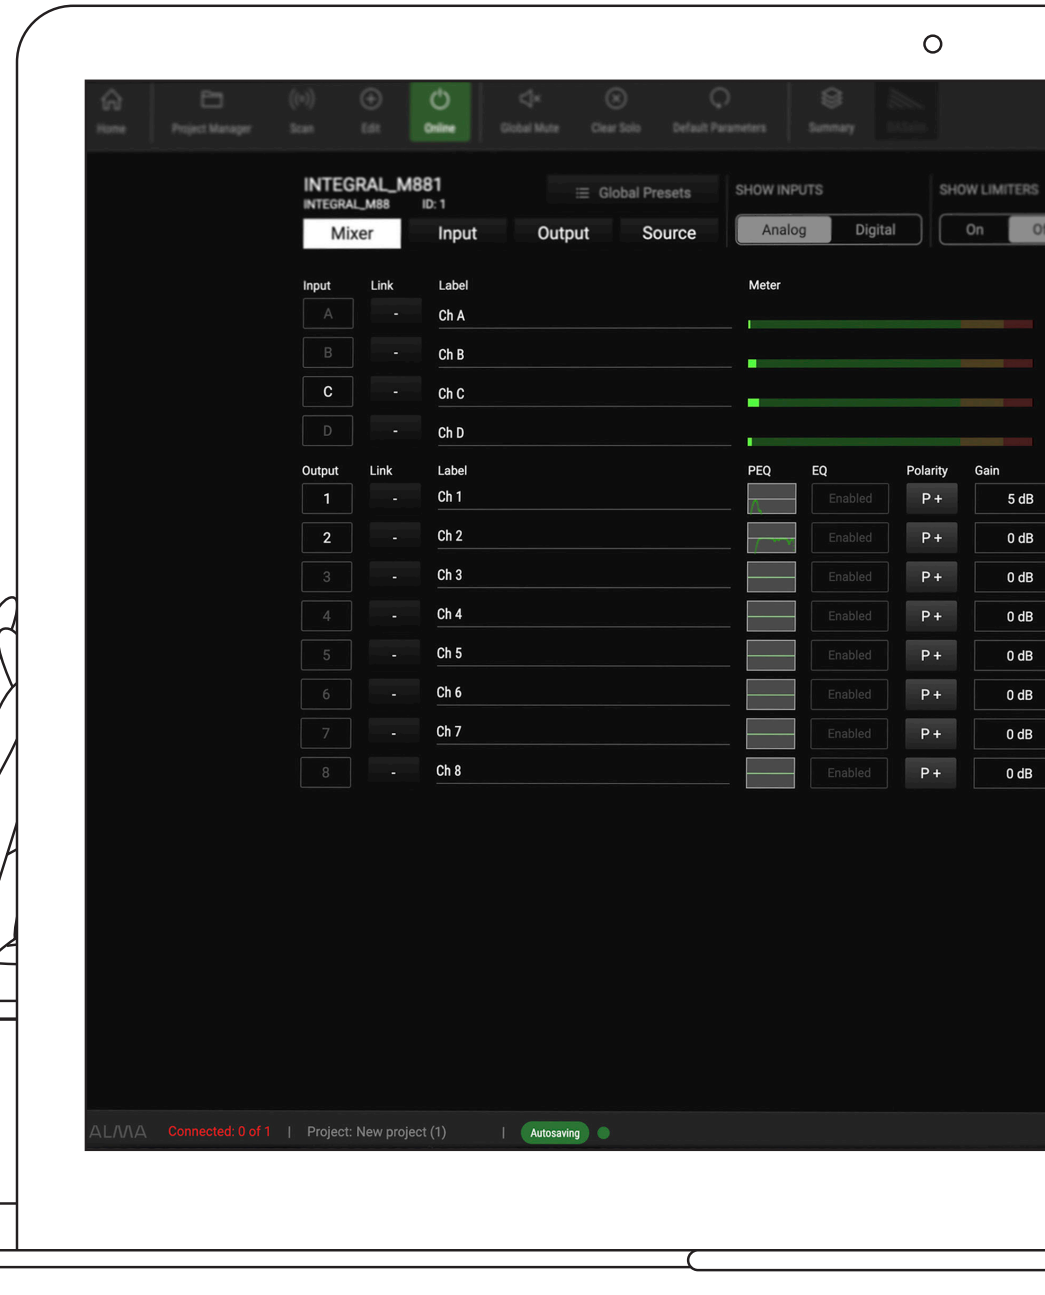 Home
Project Manager
Scan
Edit
Online
Global Mute
Clear Solo
Default Parameters
Summary
INTEGRAL_M881
INTEGRAL_M88 ID: 1
Global Presets
SHOW INPUTS
SHOW LIMITERS
Mixer Input Output Source
Analog Digital
On
Input Link Label Meter
A - Ch A
B - Ch B
C - Ch C
D - Ch D
Output Link Label PEQ EQ Polarity Gain
1 - Ch 1 Enabled P + 5 dB
2 - Ch 2 Enabled P + 0 dB
3 - Ch 3 Enabled P + 0 dB
4 - Ch 4 Enabled P + 0 dB
5 - Ch 5 Enabled P + 0 dB
6 - Ch 6 Enabled P + 0 dB
7 - Ch 7 Enabled P + 0 dB
8 - Ch 8 Enabled P + 0 dB
ALMA Connected: 0 of 1 | Project: New project (1) | Autosaving